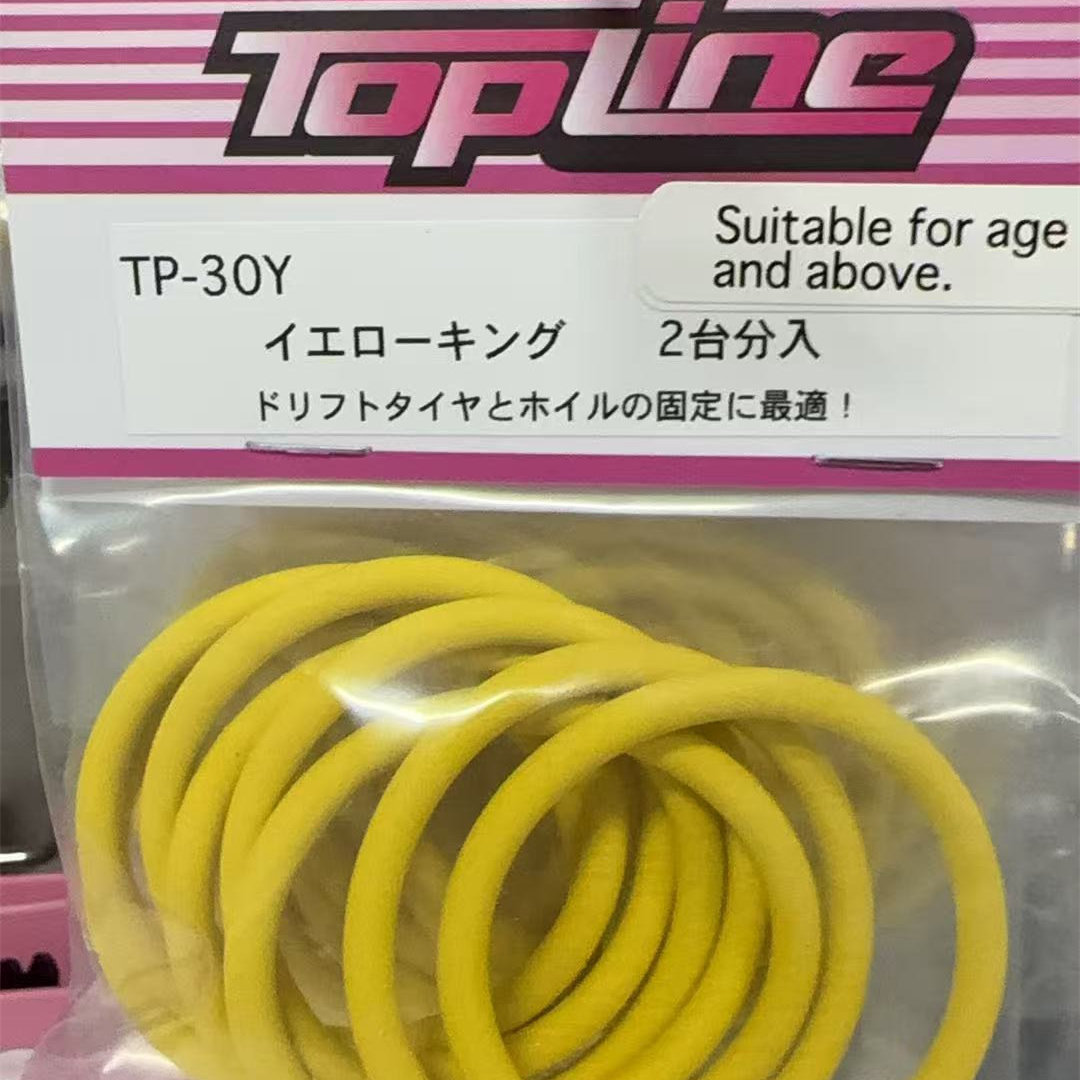 TopLine
Suitable for age
and above.
TP-30Y
イエローキング 2台分入
ドリフトタイヤとホイルの固定に最適！